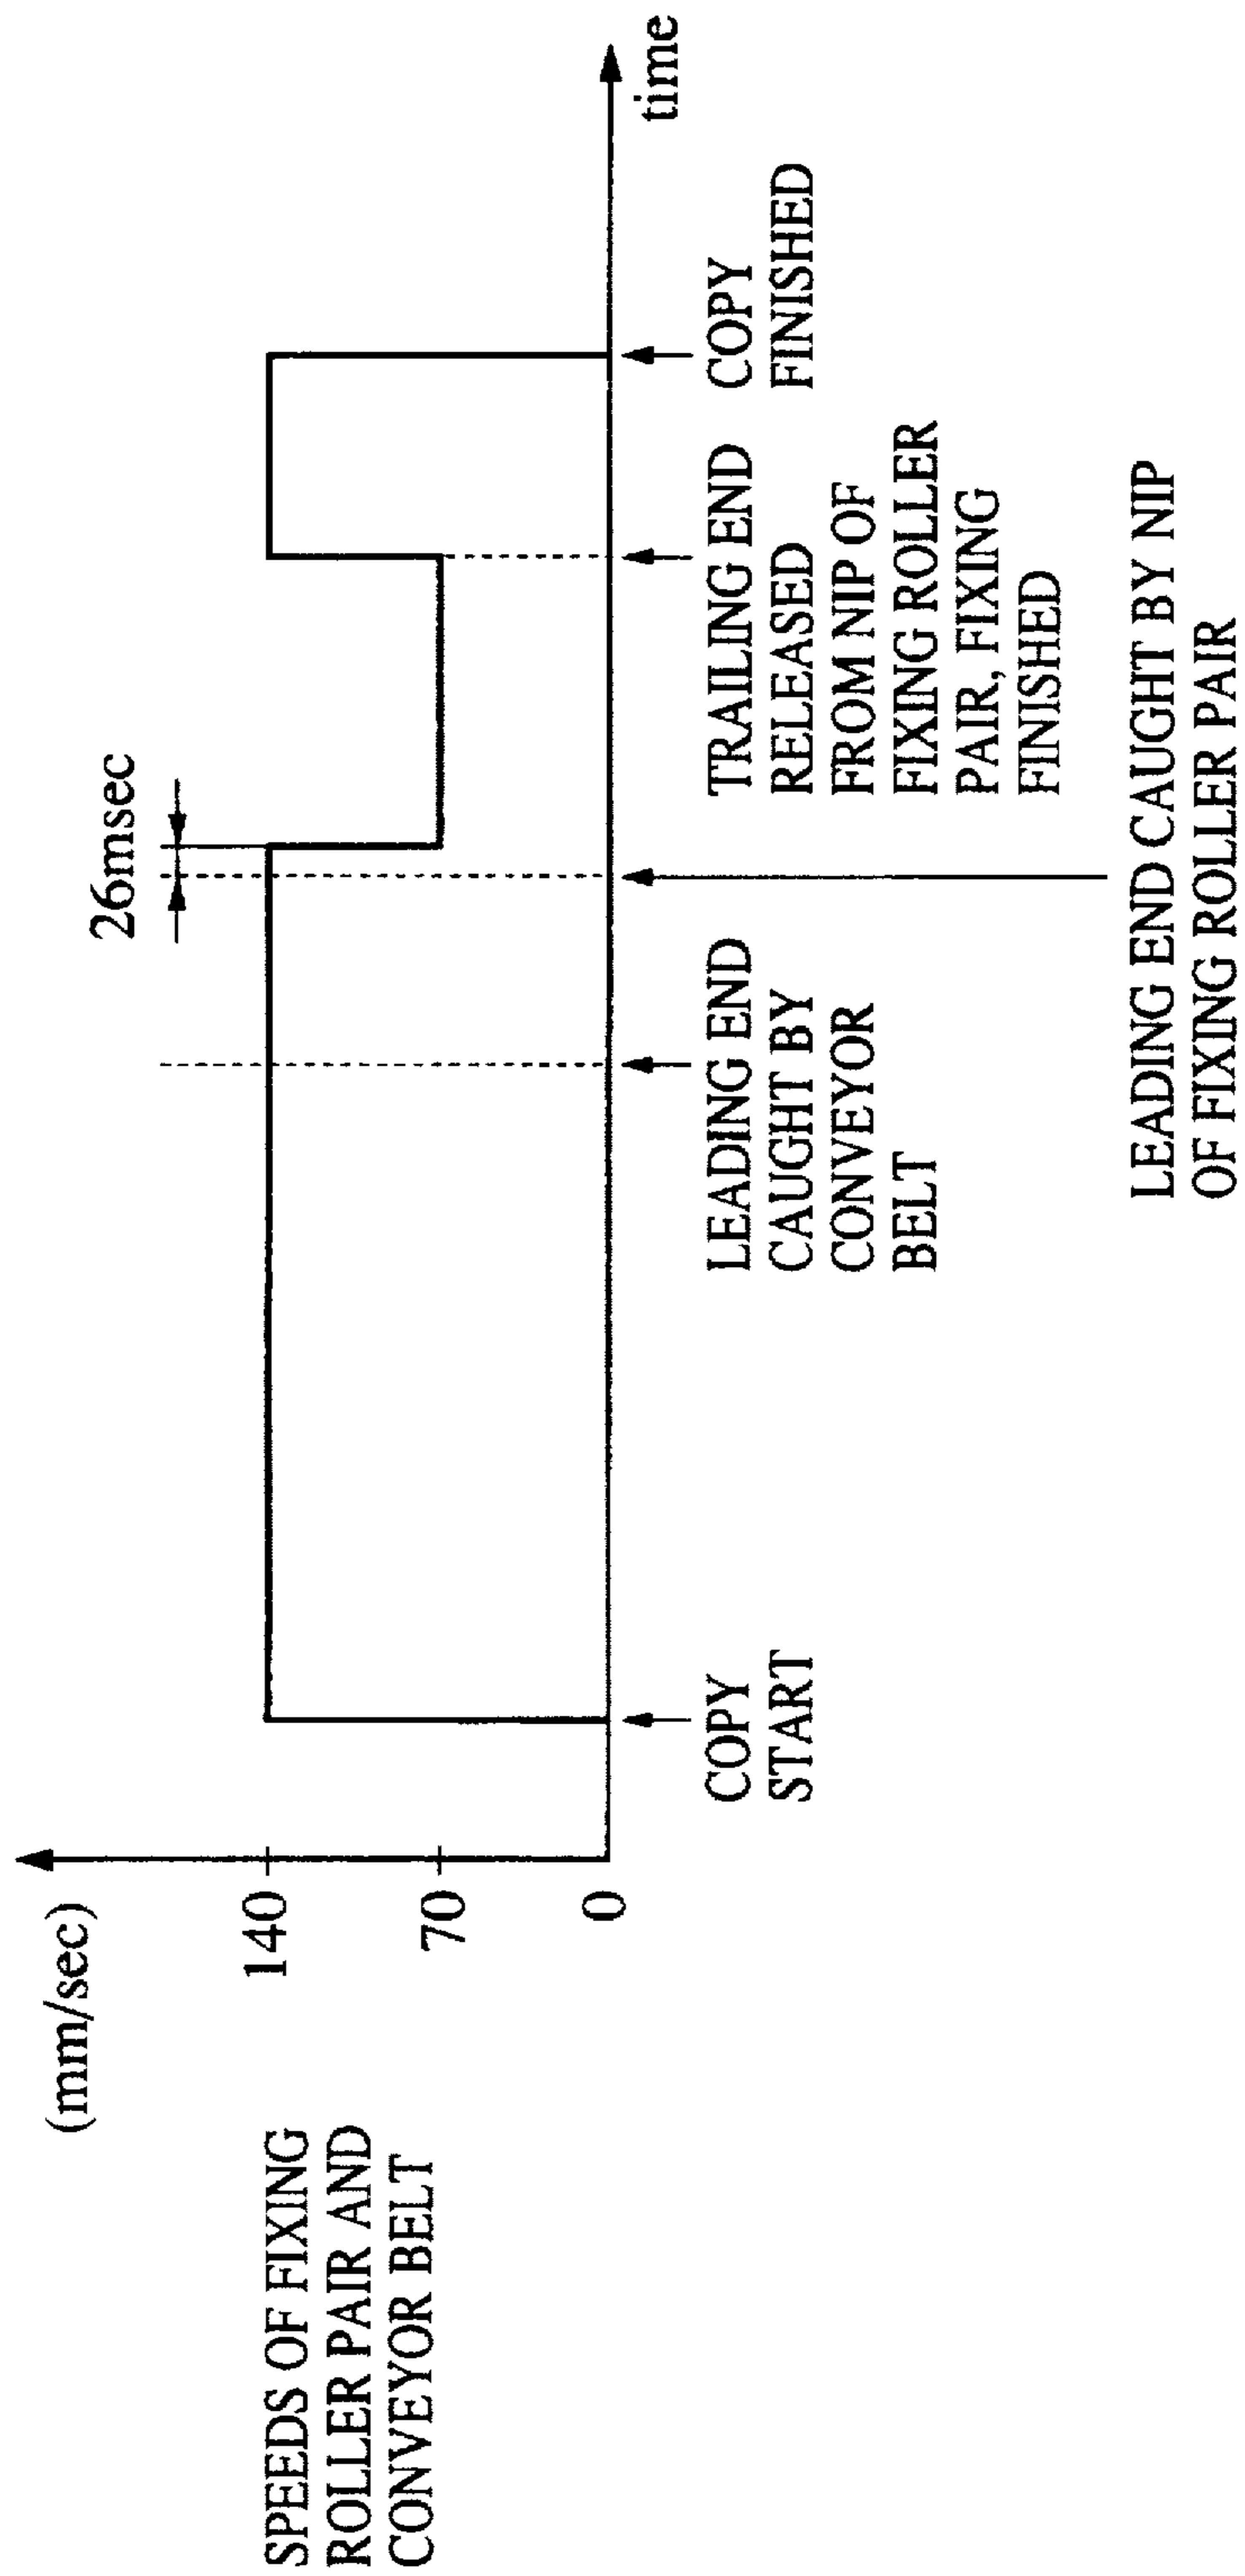 (mm/sec)
SPEEDS OF FIXING
ROLLER PAIR AND
CONVEYOR BELT
140
70
0
26msec
time
COPY
START
LEADING END
CAUGHT BY
CONVEYOR
BELT
LEADING END CAUGHT BY NIP
OF FIXING ROLLER PAIR
TRAILING END
RELEASED
FROM NIP OF
FIXING ROLLER
PAIR, FIXING
FINISHED
COPY
FINISHED